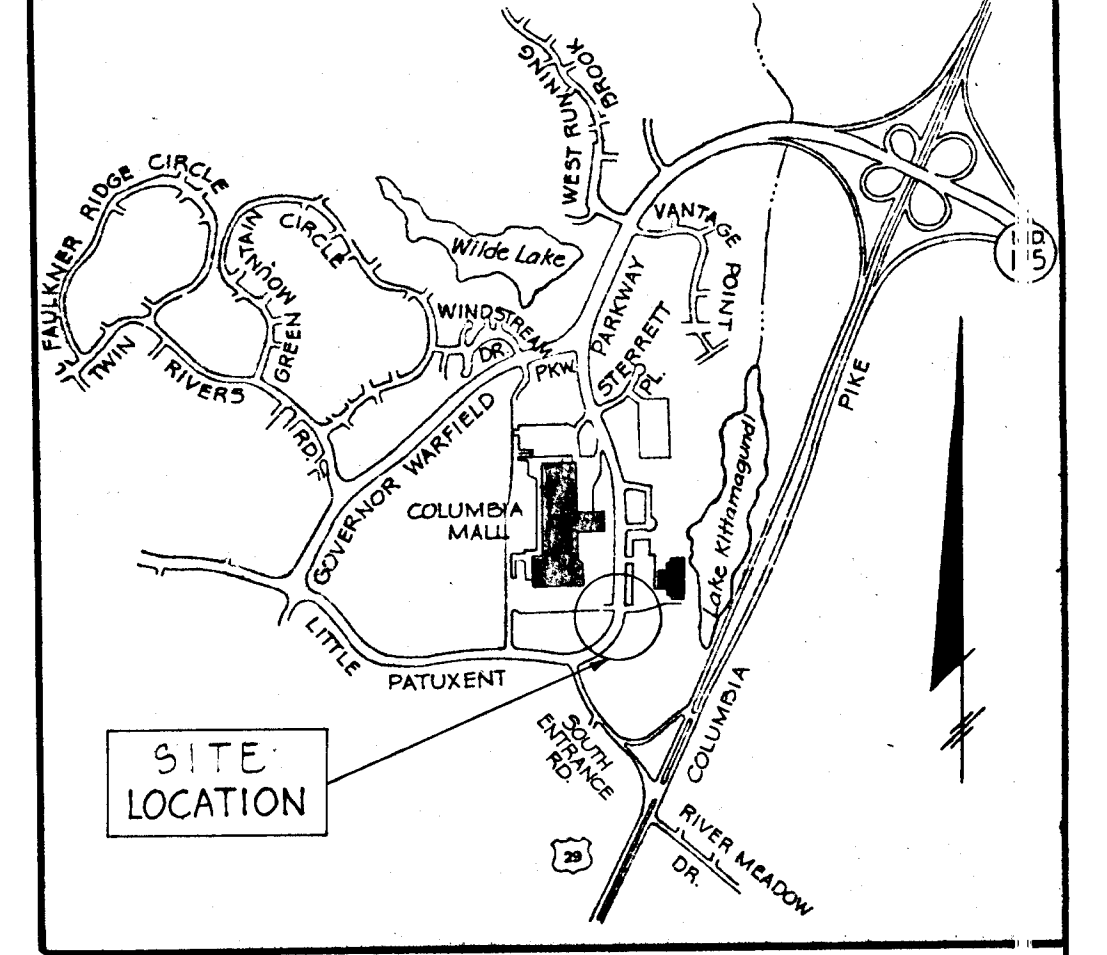 WEST RUNNING
BROOK
FAULKNER RIDGE CIRCLE
MOUNTAIN
GREEN
CIRCLE
Wilde Lake
VANTAGE
POINT
PARKWAY
WINDSTREAM
DR.
PKW.
STERRETT
PL.
TWIN
RIVERS
RD.
GOVERNOR WARFIELD
COLUMBIA
MALL
Lake Kittamagundi
PIKE
COLUMBIA
LITTLE
PATUXENT
SITE
LOCATION
SOUTH
ENTRANCE
RD.
29
RIVER MEADOW
DR.